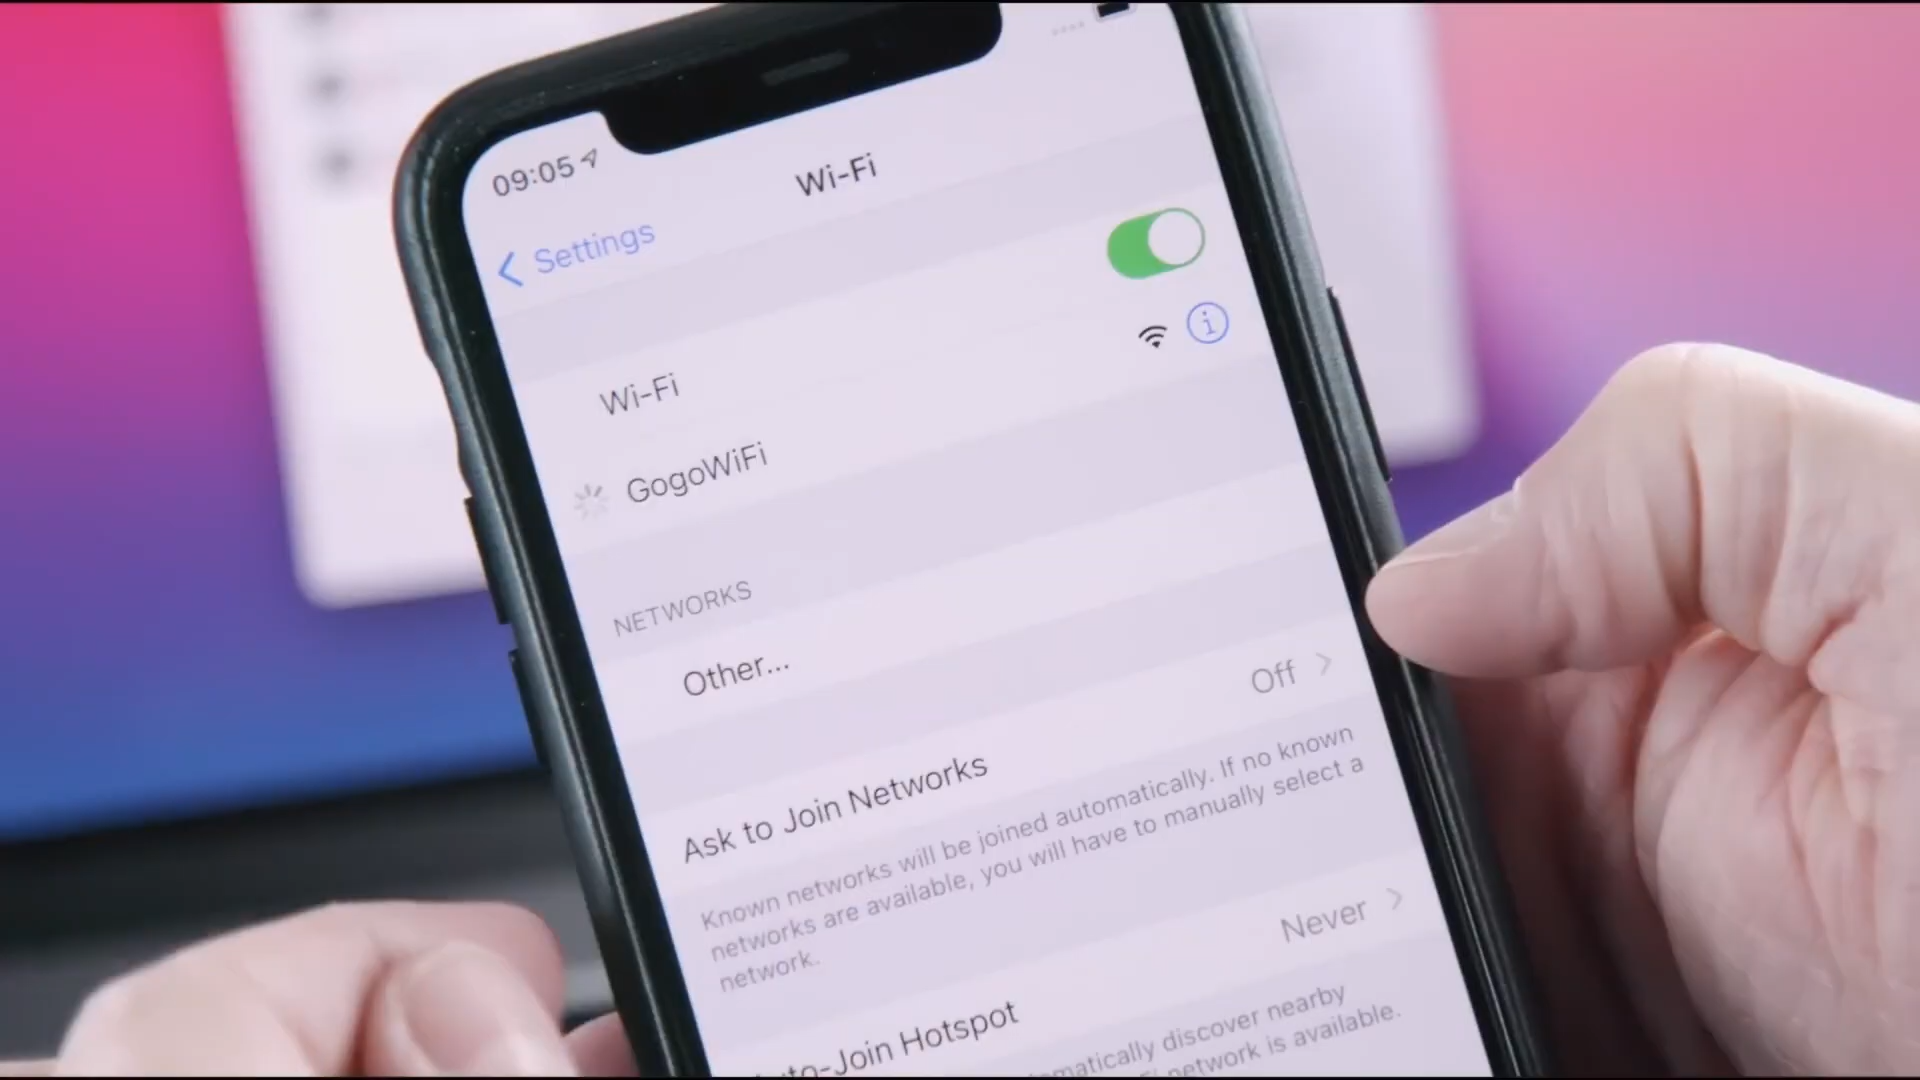 09:05
Wi-Fi
Settings
Wi-Fi
GogoWiFi
NETWORKS
Other...
Ask to Join Networks
Off
Known networks will be joined automatically. If no known
networks are available, you will have to manually select a
network.
Auto-Join Hotspot
Never
discover nearby
network is available.